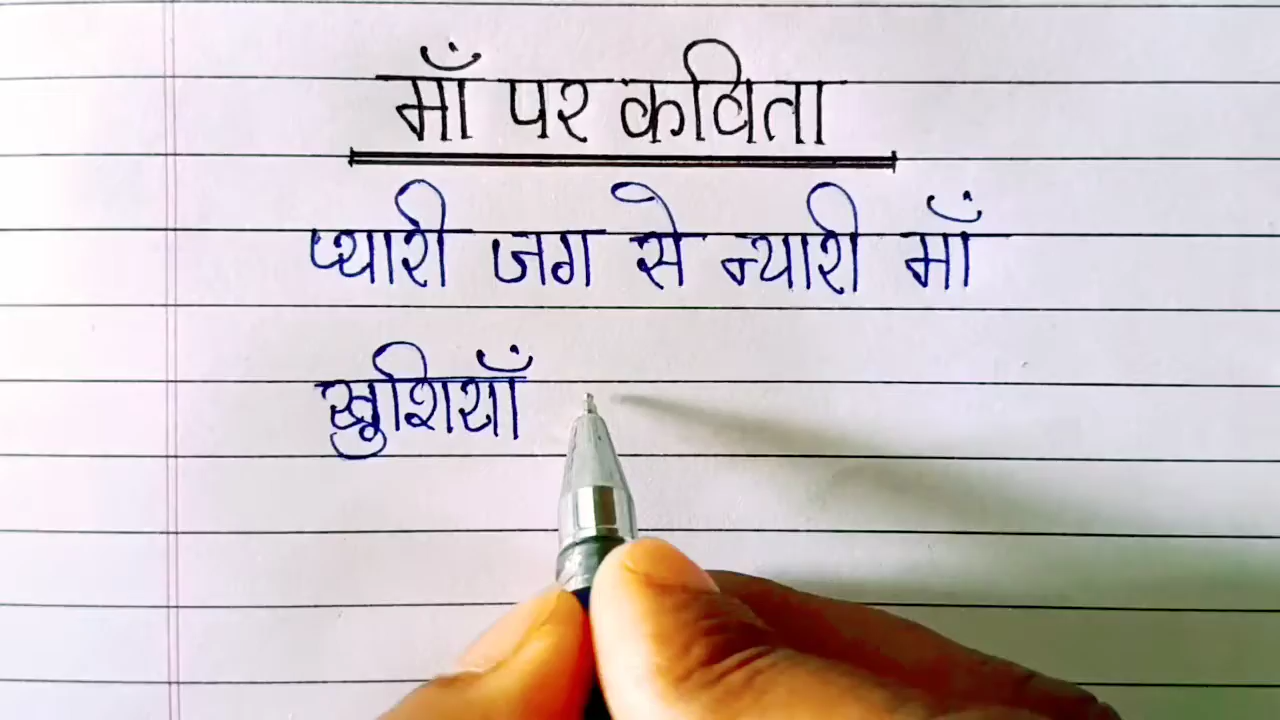 माँ पर कविता
प्यारी जग से न्यारी माँ
खुशियाँ